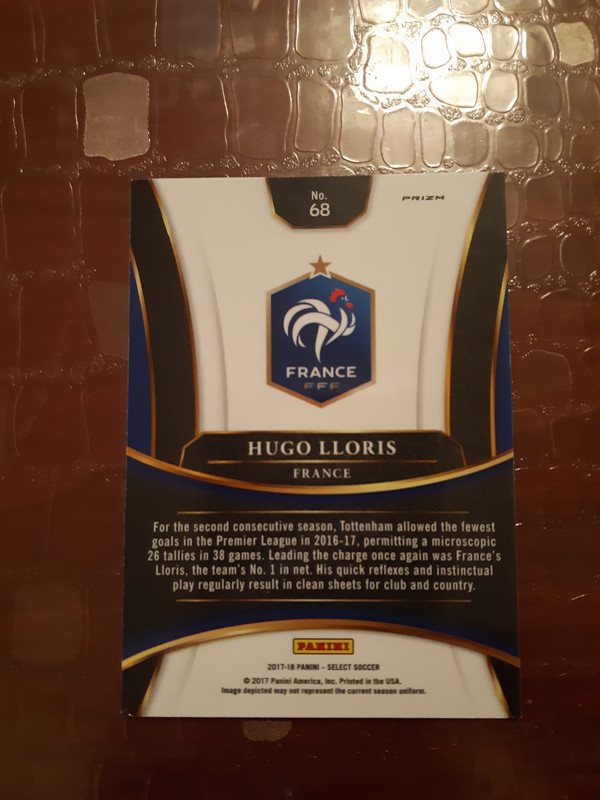 No.
68
PRIZM
FRANCE
FFF
HUGO LLORIS
FRANCE
For the second consecutive season, Tottenham allowed the fewest
goals in the Premier League in 2016-17, permitting a microscopic
26 tallies in 38 games. Leading the charge once again was France's
Lloris, the team's No. 1 in net. His quick reflexes and instinctual
play regularly result in clean sheets for club and country.
PANINI
2017-18 PANINI – SELECT SOCCER
© 2017 Panini America, Inc. Printed in the USA.
Image depicted may not represent the current season uniform.